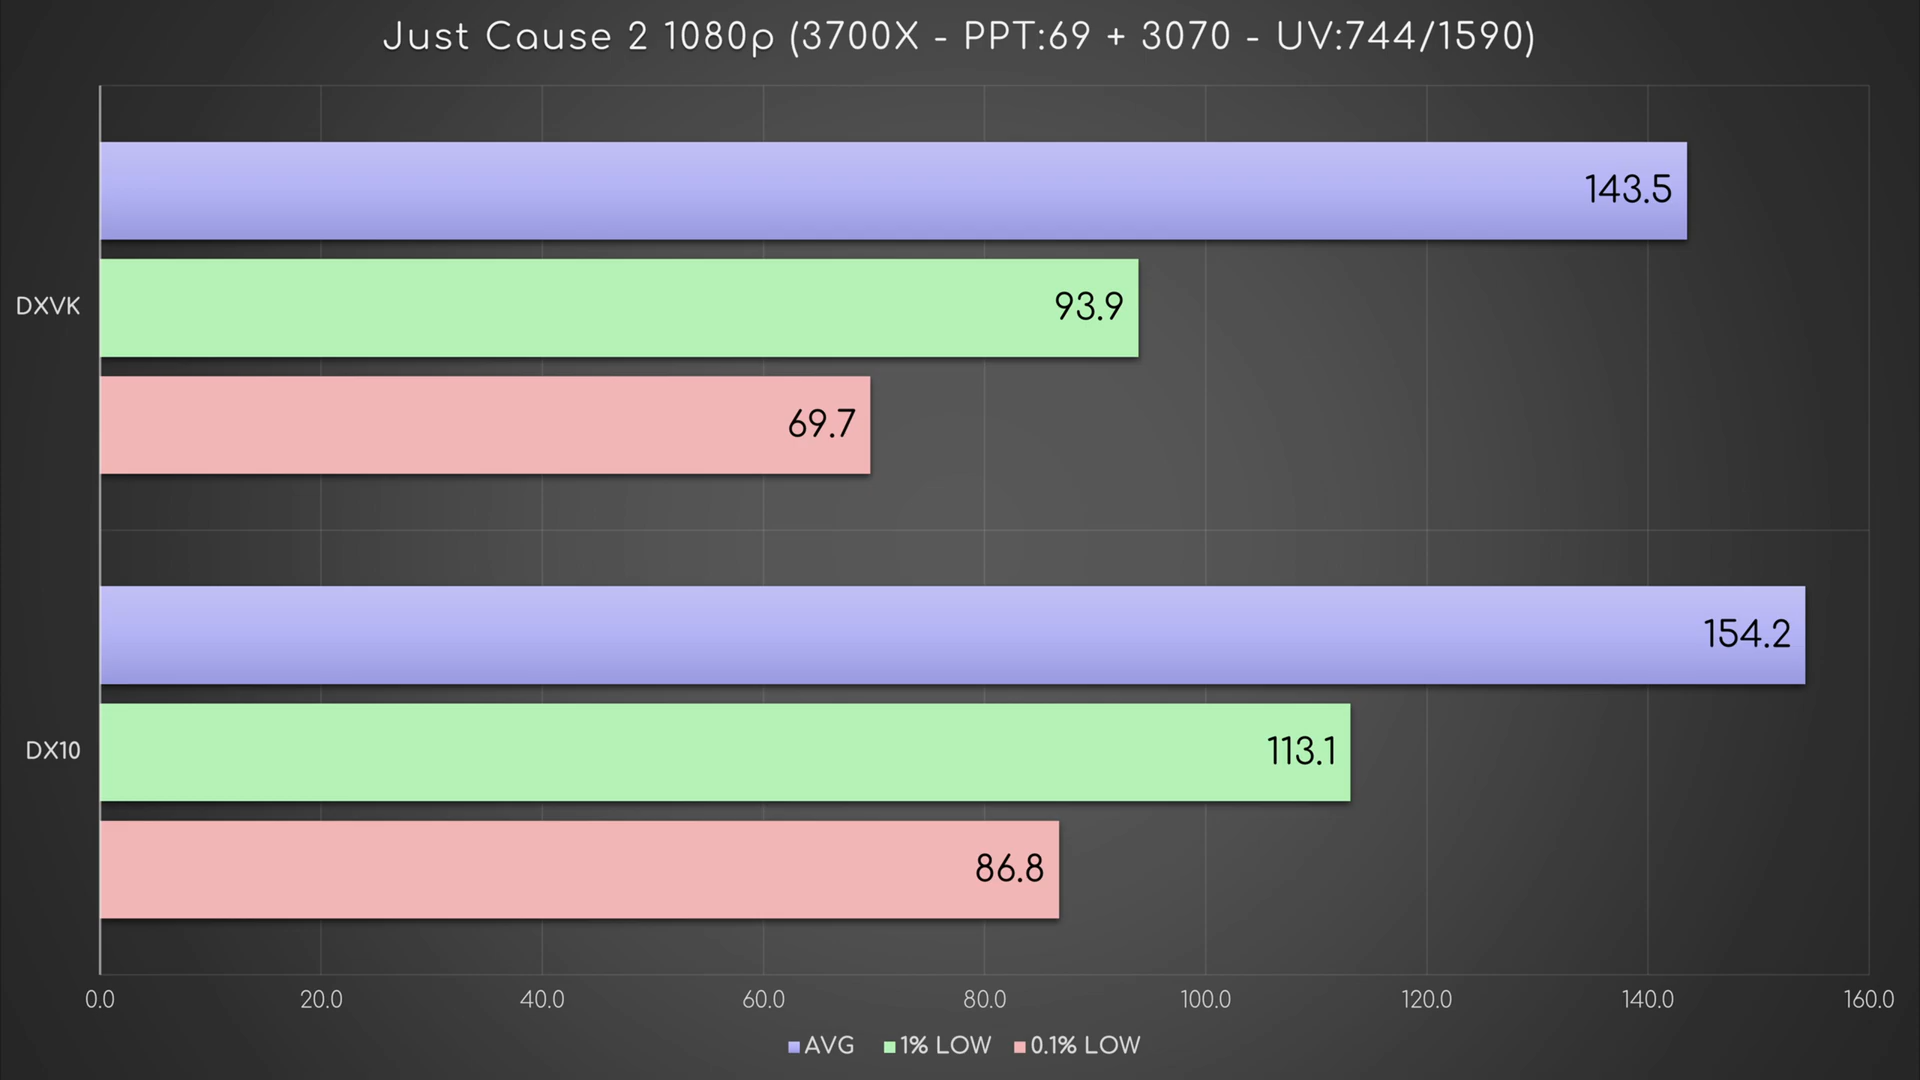 Just Cause 2 1080p (3700X - PPT:69 + 3070 - UV:744/1590)
143.5
DXVK
93.9
69.7
154.2
DX10
113.1
86.8
0.0 20.0 40.0 60.0 80.0 100.0 120.0 140.0 160.0
AVG 1% LOW 0.1% LOW